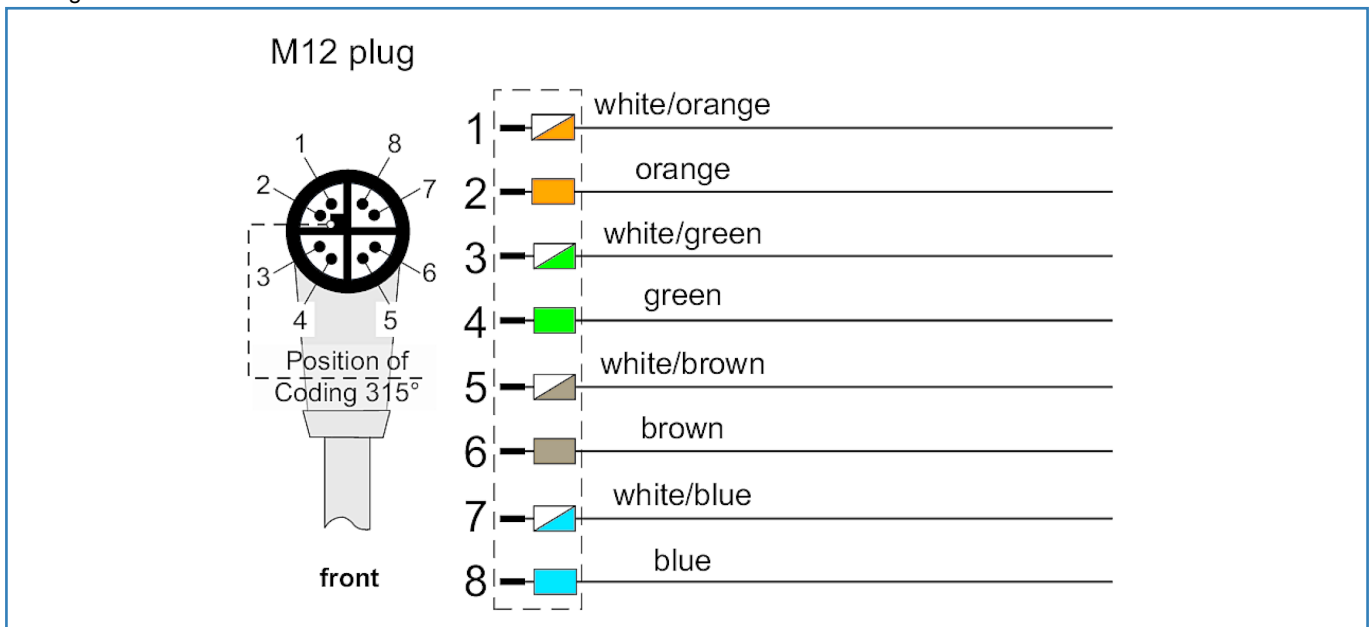 M12 plug
1
8
2
7
3
6
4
5
Position of
Coding 315°
front
1 white/orange
2 orange
3 white/green
4 green
5 white/brown
6 brown
7 white/blue
8 blue